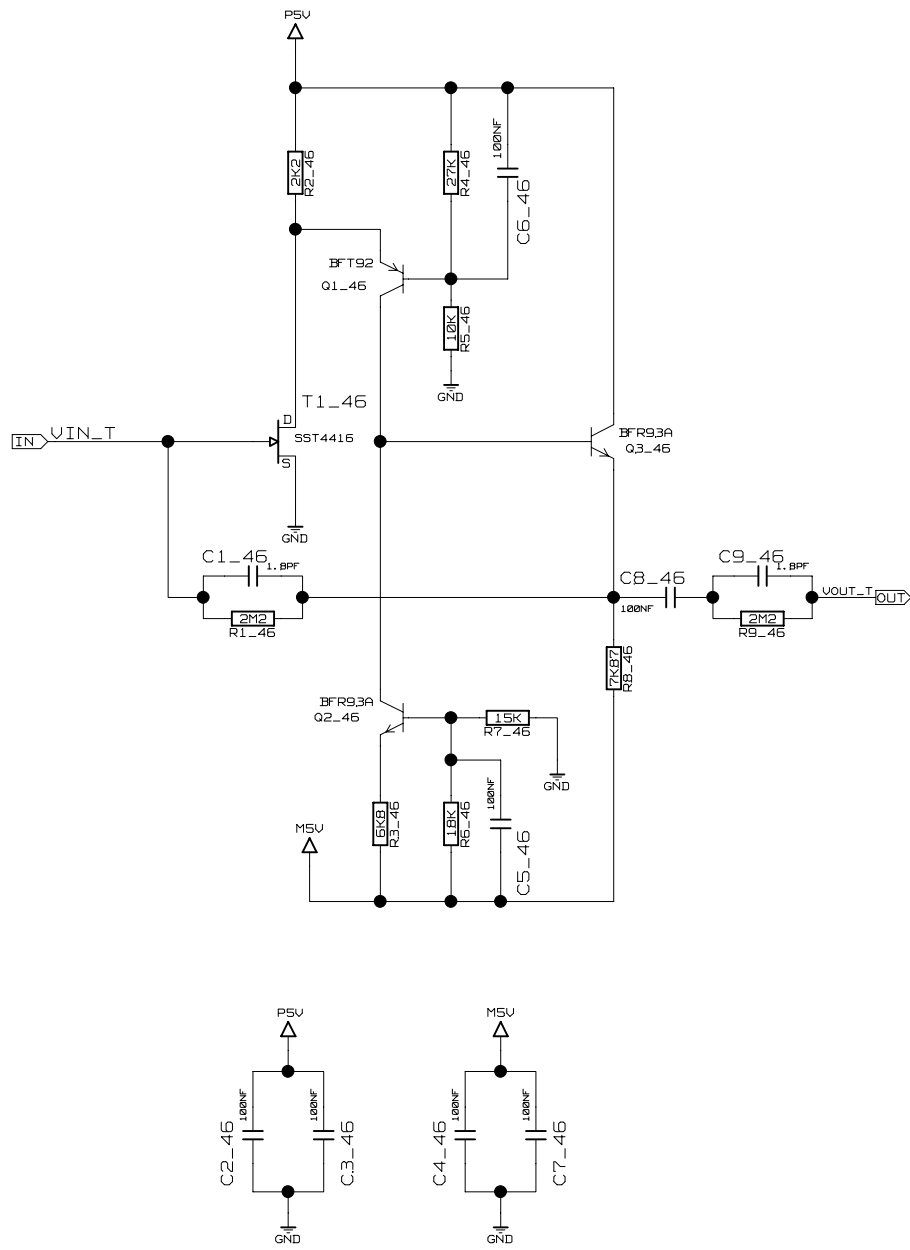 P5V
100NF
2K2
R2_46
27K
R4_46
C6_46
BFT92
Q1_46
10K
R5_46
GND
T1_46
D
SST4416
S
IN
VIN_T
BFR93A
Q3_46
GND
C1_46
1.8PF
2M2
R1_46
C8_46
100NF
C9_46
1.8PF
2M2
R9_46
VOUT_T
OUT
7K87
R8_46
BFR93A
Q2_46
15K
R7_46
GND
100NF
6K8
R3_46
18K
R6_46
C5_46
M5V
P5V
M5V
100NF
100NF
100NF
100NF
C2_46
C3_46
C4_46
C7_46
GND
GND